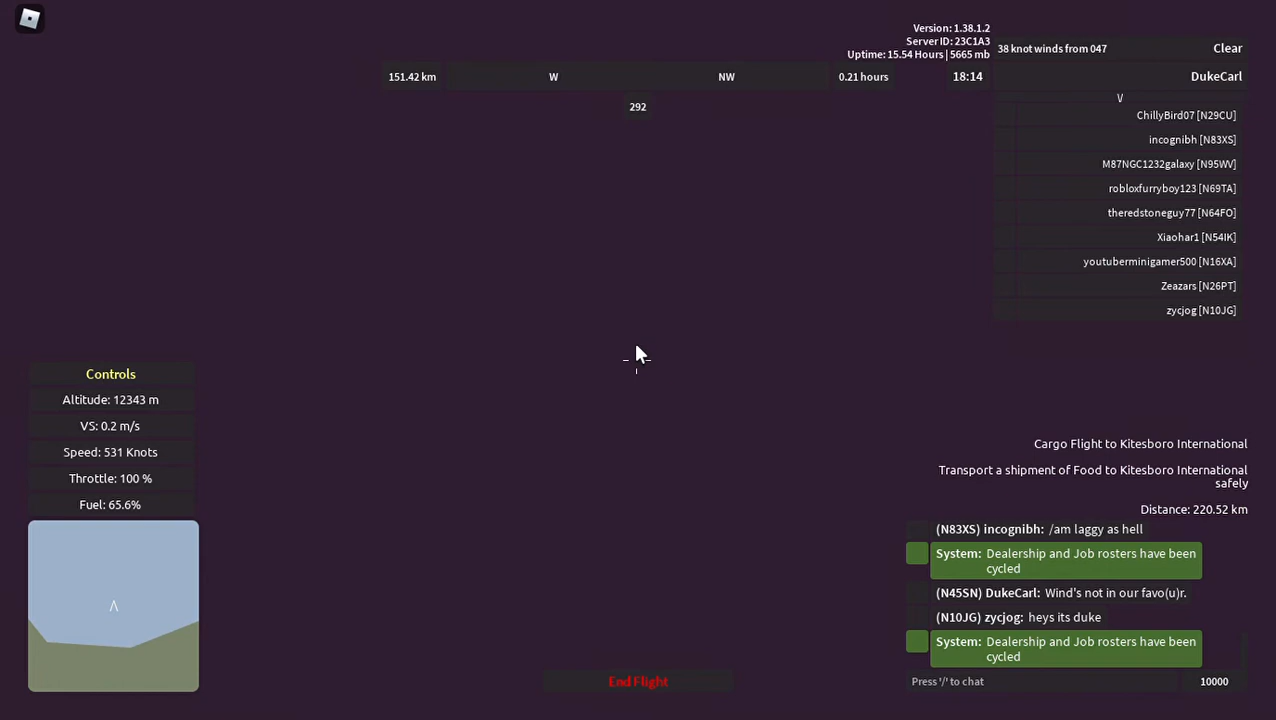 Version: 1.38.1.2
Server ID: 23C1A3
Uptime: 15.54 Hours | 5665 mb
38 knot winds from 047
Clear
151.42 km
W
NW
0.21 hours
18:14
DukeCarl
292
\/
ChillyBird07 [N29CU]
incognibh [N83XS]
M87NGC1232galaxy [N95WV]
robloxfurryboy123 [N69TA]
theredstoneguy77 [N64FO]
Xiaohar1 [N54IK]
youtuberminigamer500 [N16XA]
Zeazars [N26PT]
zycjog [N10JG]
Controls
Altitude: 12343 m
VS: 0.2 m/s
Speed: 531 Knots
Throttle: 100 %
Fuel: 65.6%
/\
Cargo Flight to Kitesboro International
Transport a shipment of Food to Kitesboro International
safely
Distance: 220.52 km
(N83XS) incognibh: /am laggy as hell
System: Dealership and Job rosters have been
cycled
(N45SN) DukeCarl: Wind's not in our favo(u)r.
(N10JG) zycjog: heys its duke
System: Dealership and Job rosters have been
cycled
Press '/' to chat
10000
End Flight